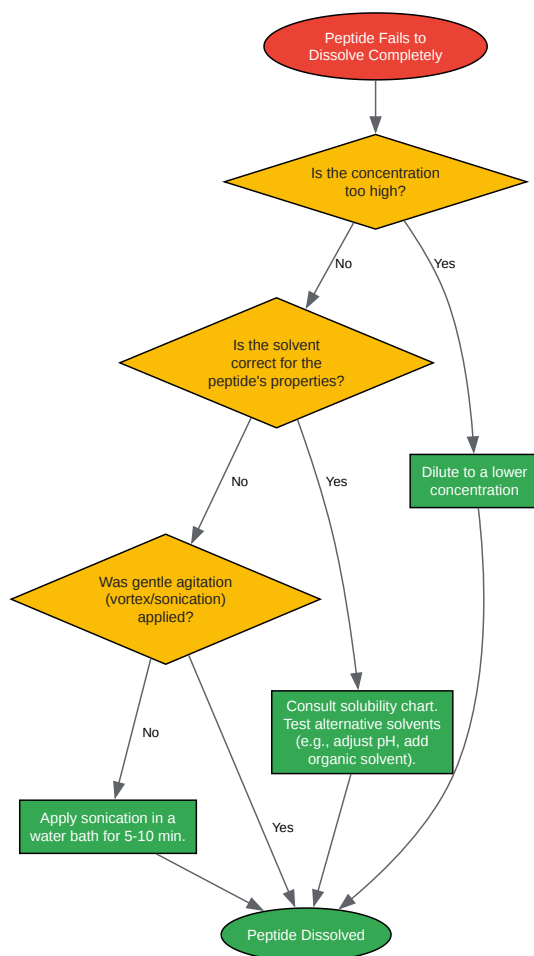 Peptide Fails to
Dissolve Completely
Is the concentration
too high?
No
Yes
Is the solvent
correct for the
peptide's properties?
Dilute to a lower
concentration
No
Yes
Was gentle agitation
(vortex/sonication)
applied?
Consult solubility chart.
Test alternative solvents
(e.g., adjust pH, add
organic solvent).
No
Apply sonication in a
water bath for 5-10 min.
Yes
Peptide Dissolved